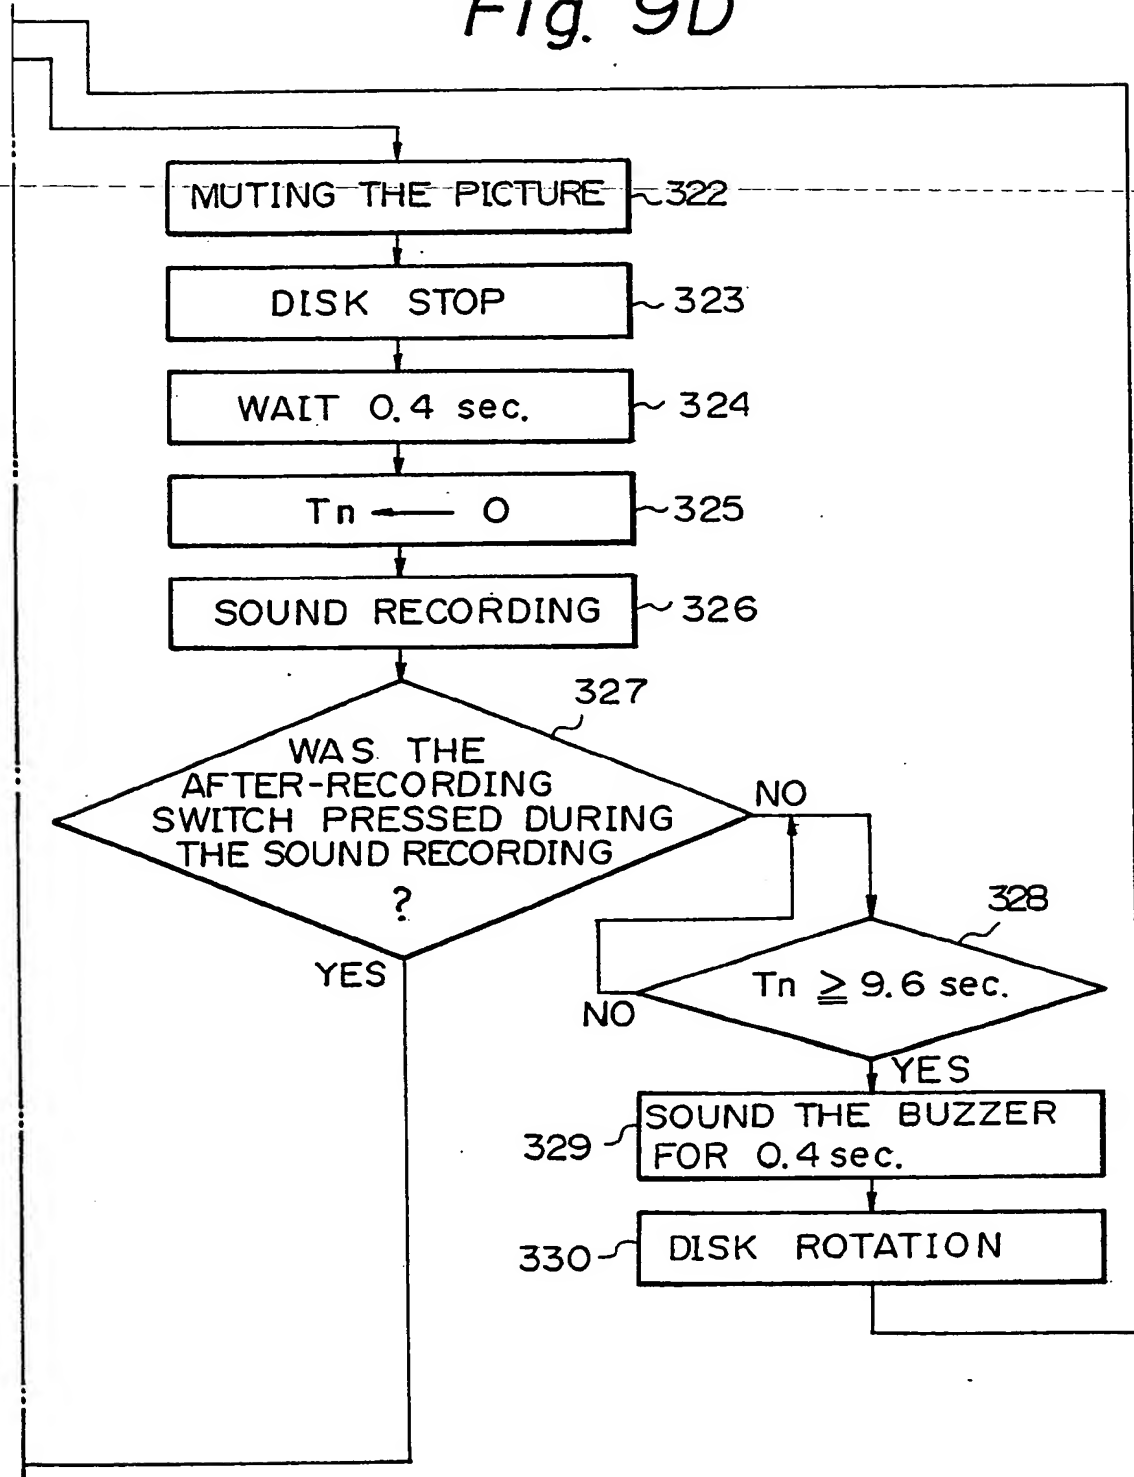 Fig. 9D
MUTING THE PICTURE
322
DISK STOP
323
WAIT 0.4 sec.
324
Tn ← 0
325
SOUND RECORDING
326
327
WAS THE
AFTER-RECORDING
SWITCH PRESSED DURING
THE SOUND RECORDING
?
NO
YES
328
Tn ≧ 9.6 sec.
NO
YES
329
SOUND THE BUZZER
FOR 0.4 sec.
330
DISK ROTATION